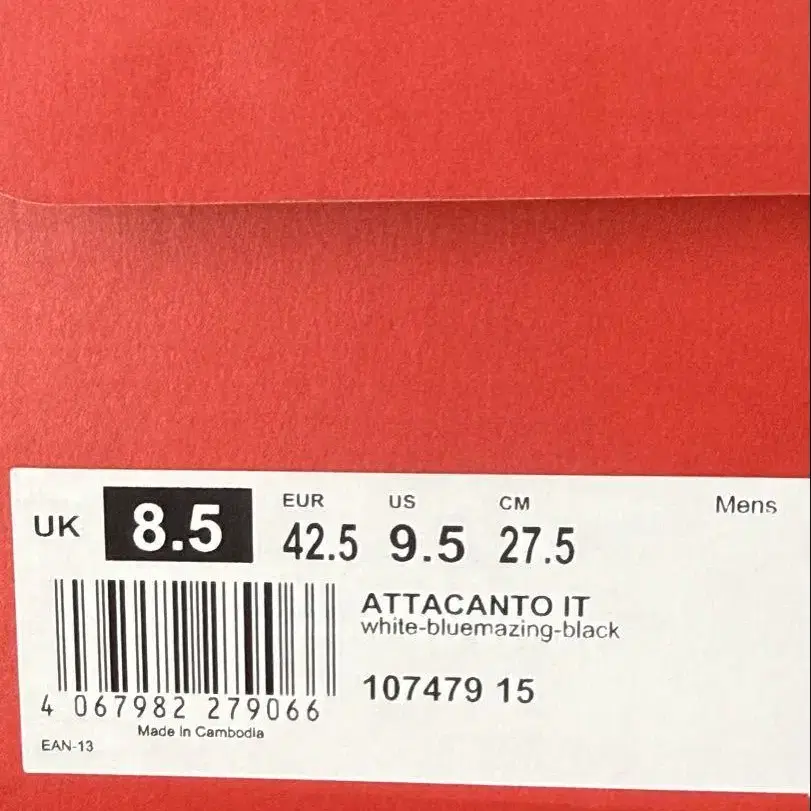 EUR US CM Mens
UK 8.5 42.5 9.5 27.5
ATTACANTO IT
white-bluemazing-black
107479 15
4 067982 279066
Made in Cambodia
EAN-13